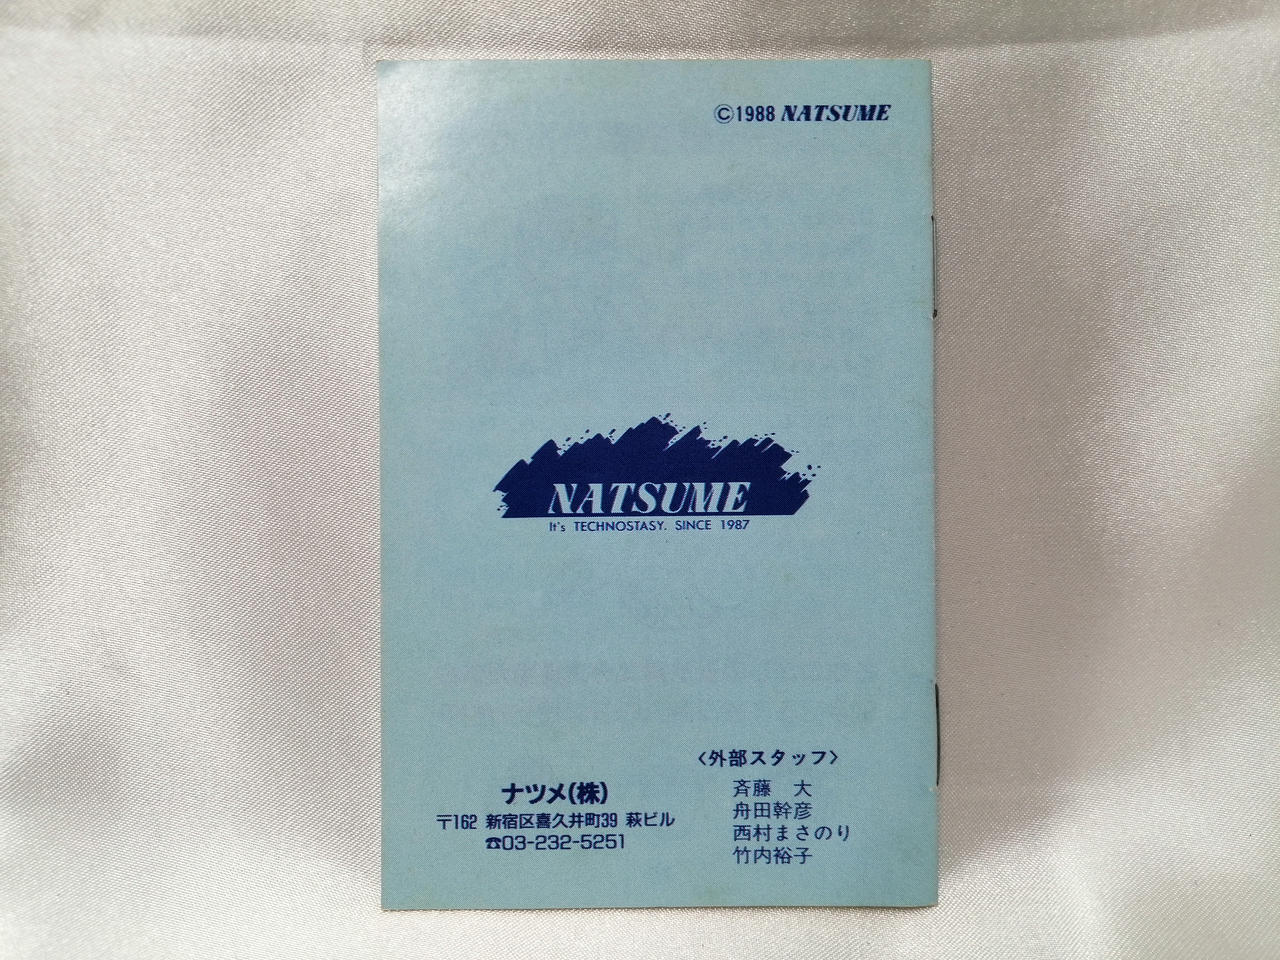 ©1988 NATSUME
NATSUME
It's TECHNOSTASY. SINCE 1987
〈外部スタッフ〉
斉藤　大
舟田幹彦
西村まさのり
竹内裕子
ナツメ(株)
〒162 新宿区喜久井町39 萩ビル
☎03-232-5251